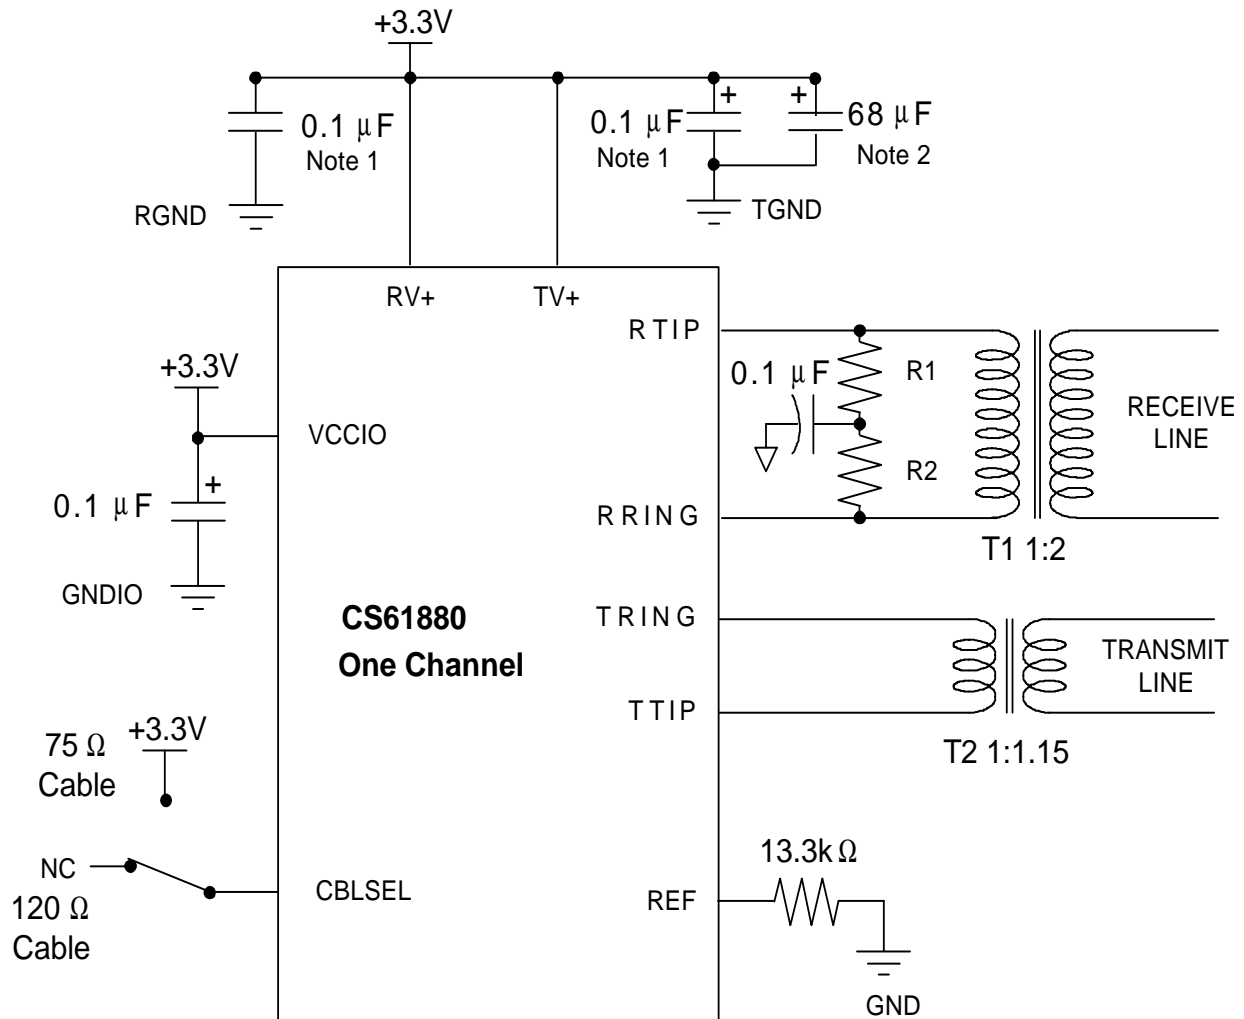 +3.3V
0.1 μF
Note 1
0.1 μF
Note 1
+
+
68 μF
Note 2
RGND
TGND
RV+
TV+
RTIP
+3.3V
0.1 μF
R1
RECEIVE
LINE
VCCIO
R2
+
0.1 μF
RRING
T1 1:2
GNDIO
CS61880
One Channel
TRING
TRANSMIT
LINE
TTIP
T2 1:1.15
+3.3V
75 Ω
Cable
13.3k Ω
NC
CBLSEL
REF
120 Ω
Cable
GND